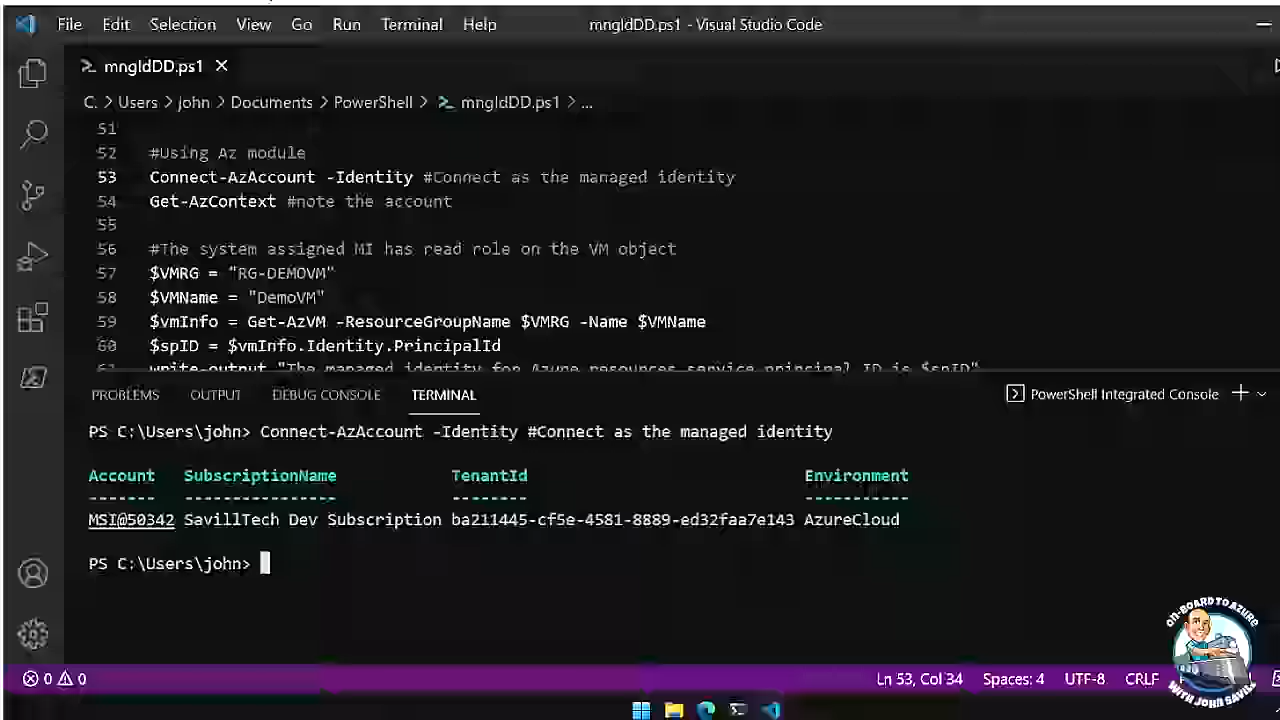 File Edit Selection View Go Run Terminal Help mngIdDD.ps1 - Visual Studio Code
mngIdDD.ps1
C: > Users > john > Documents > PowerShell > mngIdDD.ps1 > ...
51
52 #Using Az module
53 Connect-AzAccount -Identity #Connect as the managed identity
54 Get-AzContext #note the account
55
56 #The system assigned MI has read role on the VM object
57 $VMRG = "RG-DEMOVM"
58 $VMName = "DemoVM"
59 $vmInfo = Get-AzVM -ResourceGroupName $VMRG -Name $VMName
60 $spID = $vmInfo.Identity.PrincipalId
61 write-output "The managed identity for Azure resources service principal ID is $spID"
PROBLEMS OUTPUT DEBUG CONSOLE TERMINAL PowerShell Integrated Console
PS C:\Users\john> Connect-AzAccount -Identity #Connect as the managed identity
Account SubscriptionName TenantId Environment
------- ---------------- -------- -----------
MSI@50342 SavillTech Dev Subscription ba211445-cf5e-4581-8889-ed32faa7e143 AzureCloud
PS C:\Users\john>
ON-BOARD TO AZURE
WITH JOHN SAVILL
0 0 Ln 53, Col 34 Spaces: 4 UTF-8 CRLF